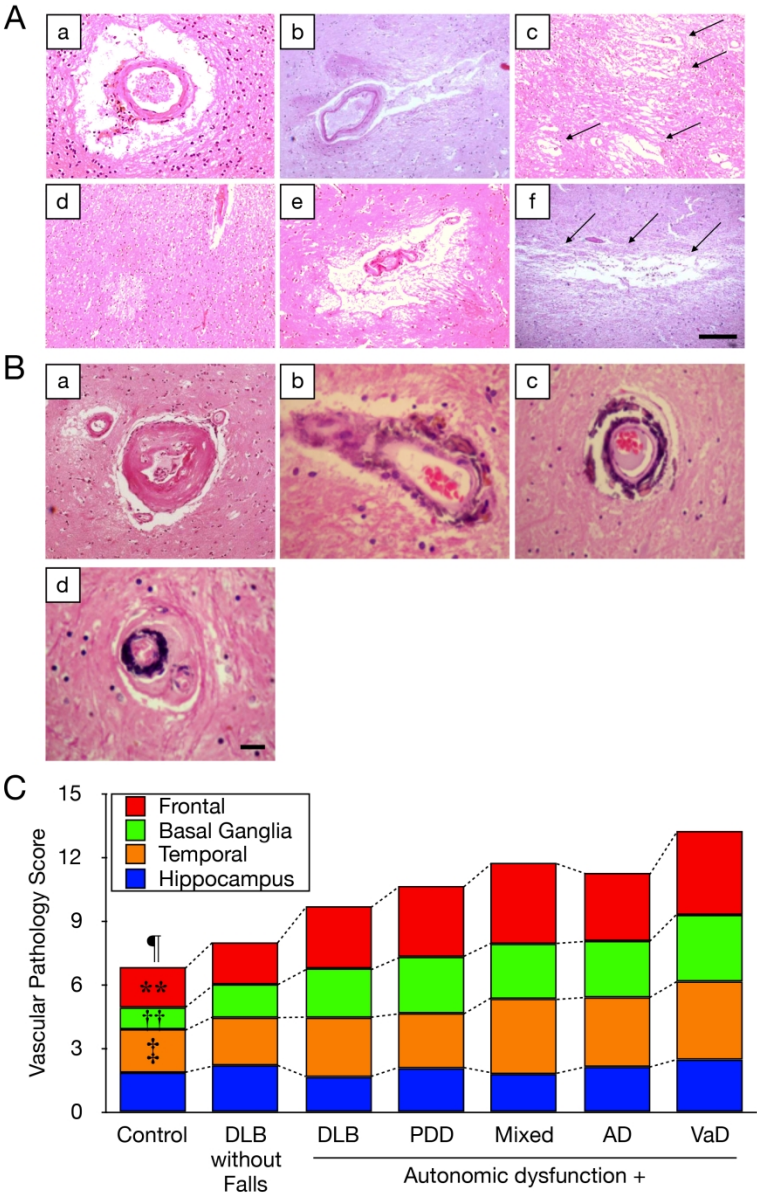 A
a
b
c
d
e
f
B
a
b
c
d
C
15
12
9
6
3
0
Vascular Pathology Score
Frontal
Basal Ganglia
Temporal
Hippocampus
¶
**
††
‡
Control
DLB
without
Falls
DLB
PDD
Mixed
AD
VaD
Autonomic dysfunction +